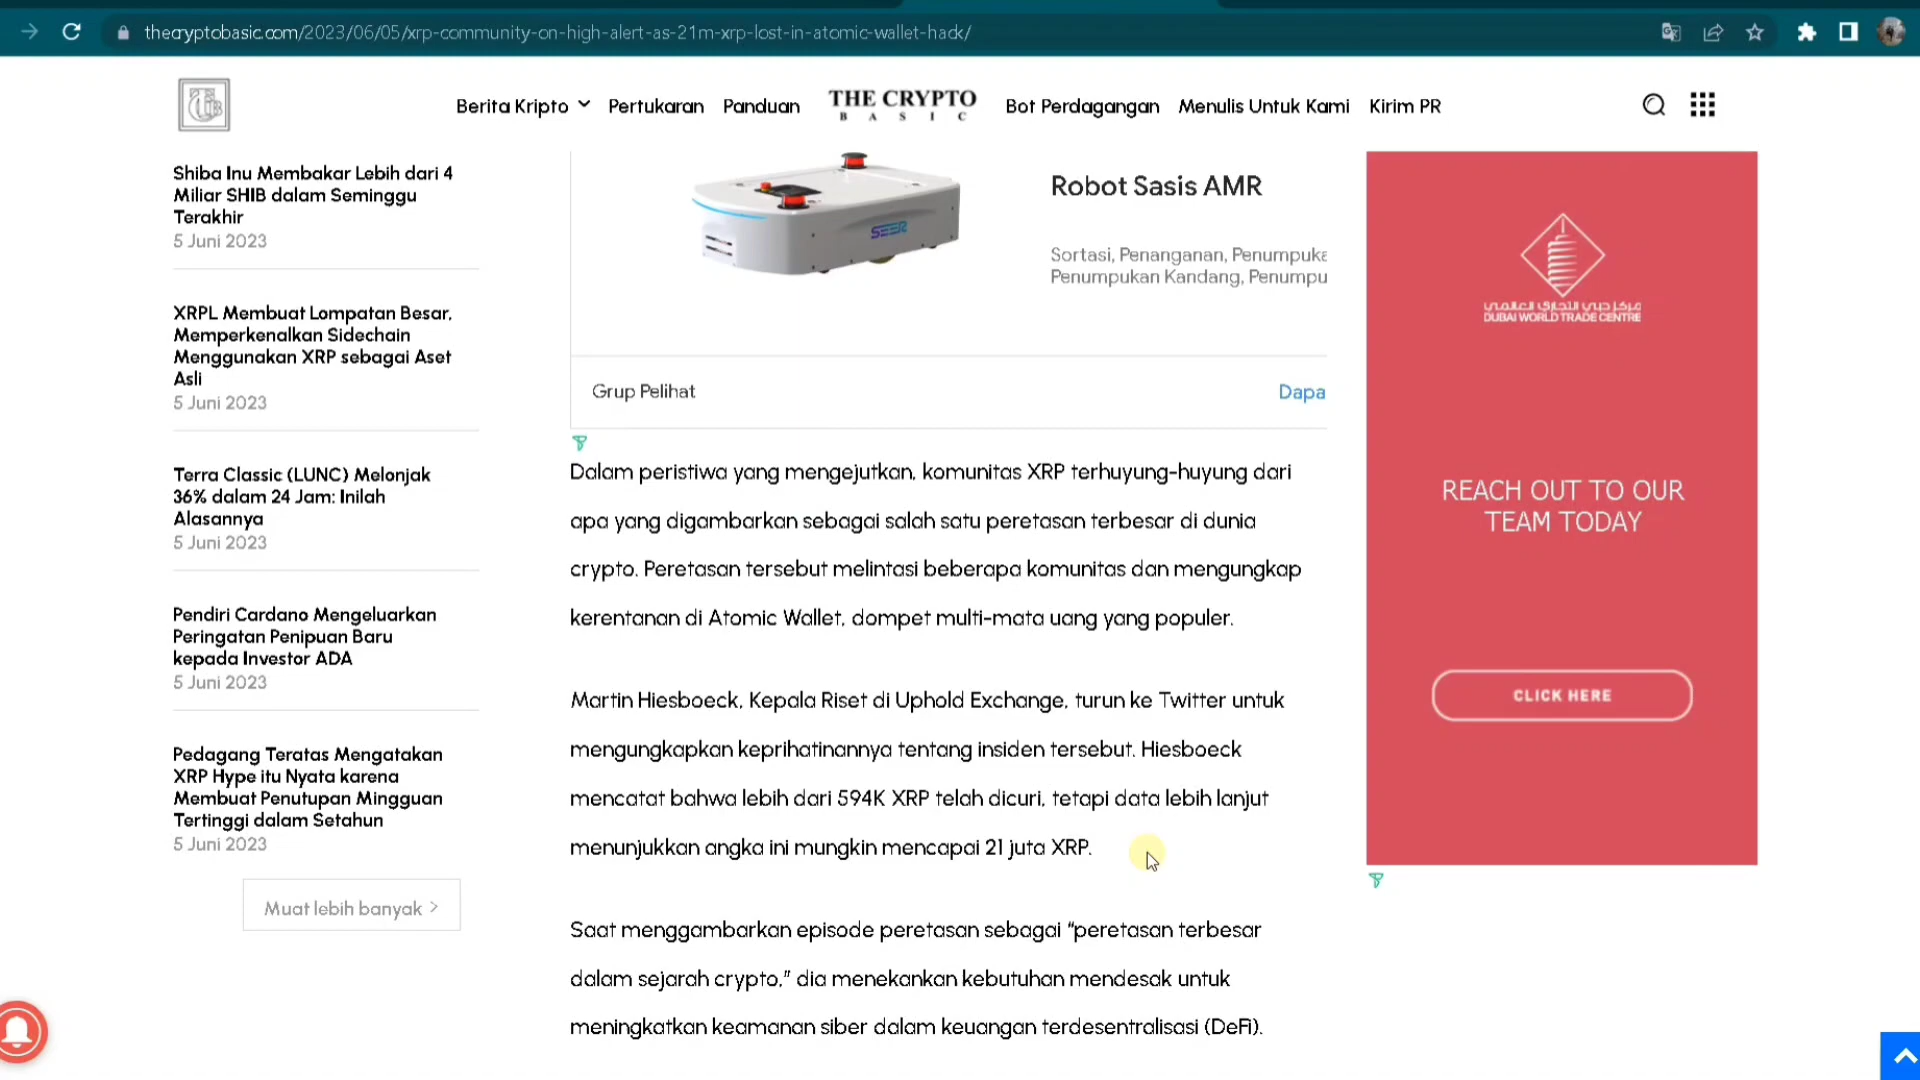 thecryptobasic.com/2023/06/05/xrp-community-on-high-alert-as-21m-xrp-lost-in-atomic-wallet-hack/
Berita Kripto
Pertukaran
Panduan
THE CRYPTO
BASIC
Bot Perdagangan
Menulis Untuk Kami
Kirim PR
Shiba Inu Membakar Lebih dari 4
Miliar SHIB dalam Seminggu
Terakhir
5 Juni 2023
XRPL Membuat Lompatan Besar,
Memperkenalkan Sidechain
Menggunakan XRP sebagai Aset
Asli
5 Juni 2023
Terra Classic (LUNC) Melonjak
36% dalam 24 Jam: Inilah
Alasannya
5 Juni 2023
Pendiri Cardano Mengeluarkan
Peringatan Penipuan Baru
kepada Investor ADA
5 Juni 2023
Pedagang Teratas Mengatakan
XRP Hype itu Nyata karena
Membuat Penutupan Mingguan
Tertinggi dalam Setahun
5 Juni 2023
Muat lebih banyak >
SEER
Robot Sasis AMR
Sortasi, Penanganan, Penumpuka
Penumpukan Kandang, Penumpu
Grup Pelihat
Dapa
Dalam peristiwa yang mengejutkan, komunitas XRP terhuyung-huyung dari
apa yang digambarkan sebagai salah satu peretasan terbesar di dunia
crypto. Peretasan tersebut melintasi beberapa komunitas dan mengungkap
kerentanan di Atomic Wallet, dompet multi-mata uang yang populer.
Martin Hiesboeck, Kepala Riset di Uphold Exchange, turun ke Twitter untuk
mengungkapkan keprihatinannya tentang insiden tersebut. Hiesboeck
mencatat bahwa lebih dari 594K XRP telah dicuri, tetapi data lebih lanjut
menunjukkan angka ini mungkin mencapai 21 juta XRP.
Saat menggambarkan episode peretasan sebagai “peretasan terbesar
dalam sejarah crypto,” dia menekankan kebutuhan mendesak untuk
meningkatkan keamanan siber dalam keuangan terdesentralisasi (DeFi).
مركز دبي التجاري العالمي
DUBAI WORLD TRADE CENTRE
REACH OUT TO OUR
TEAM TODAY
CLICK HERE